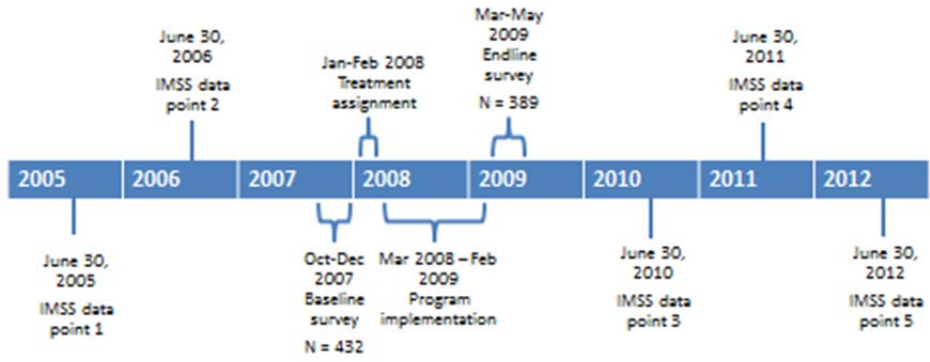 June 30,
2006
IMSS data
point 2
Jan-Feb 2008
Treatment
assignment
Mar-May
2009
Endline
survey
N = 389
June 30,
2011
IMSS data
point 4
2005
2006
2007
2008
2009
2010
2011
2012
June 30,
2005
IMSS data
point 1
Oct-Dec
2007
Baseline
survey
N = 432
Mar 2008 – Feb
2009
Program
implementation
June 30,
2010
IMSS data
point 3
June 30,
2012
IMSS data
point 5